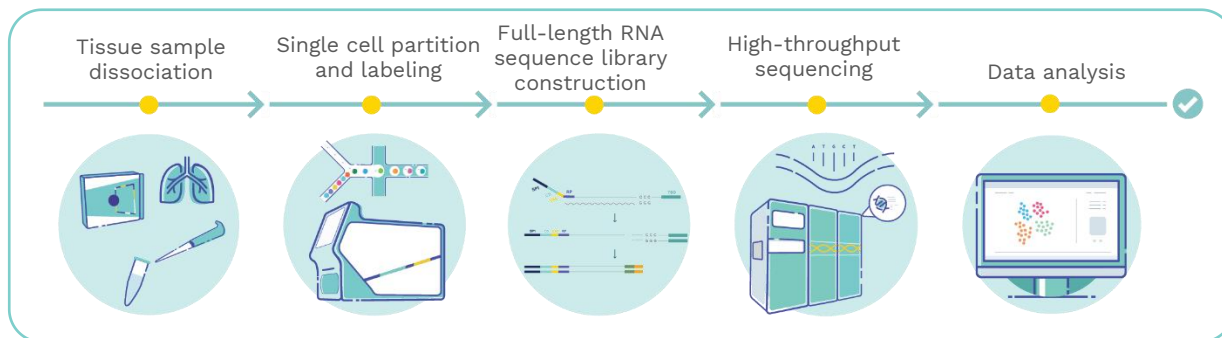 Tissue sample
dissociation
Single cell partition
and labeling
Full-length RNA
sequence library
construction
High-throughput
sequencing
Data analysis
A T G C T